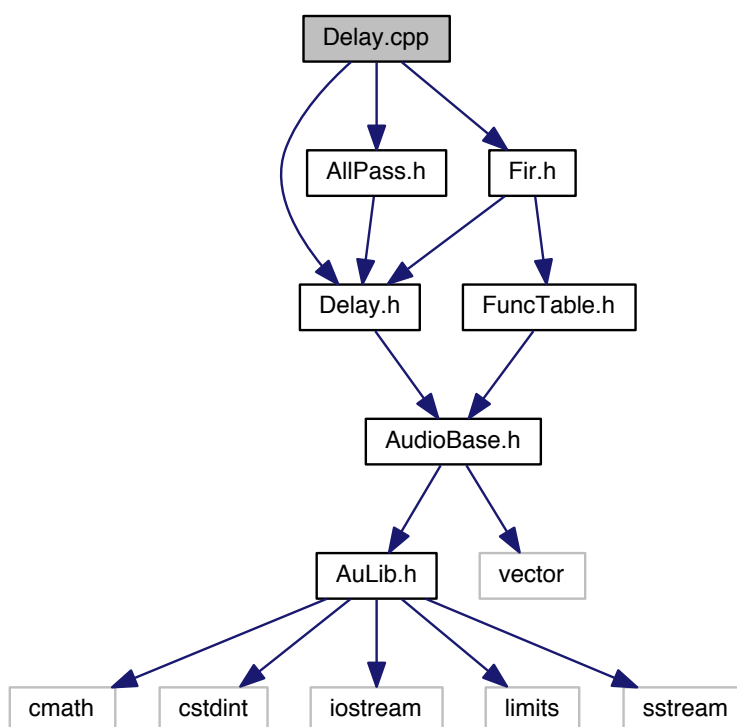 Delay.cpp
AllPass.h
Fir.h
Delay.h
FuncTable.h
AudioBase.h
AuLib.h
vector
cmath
cstdint
iostream
limits
sstream